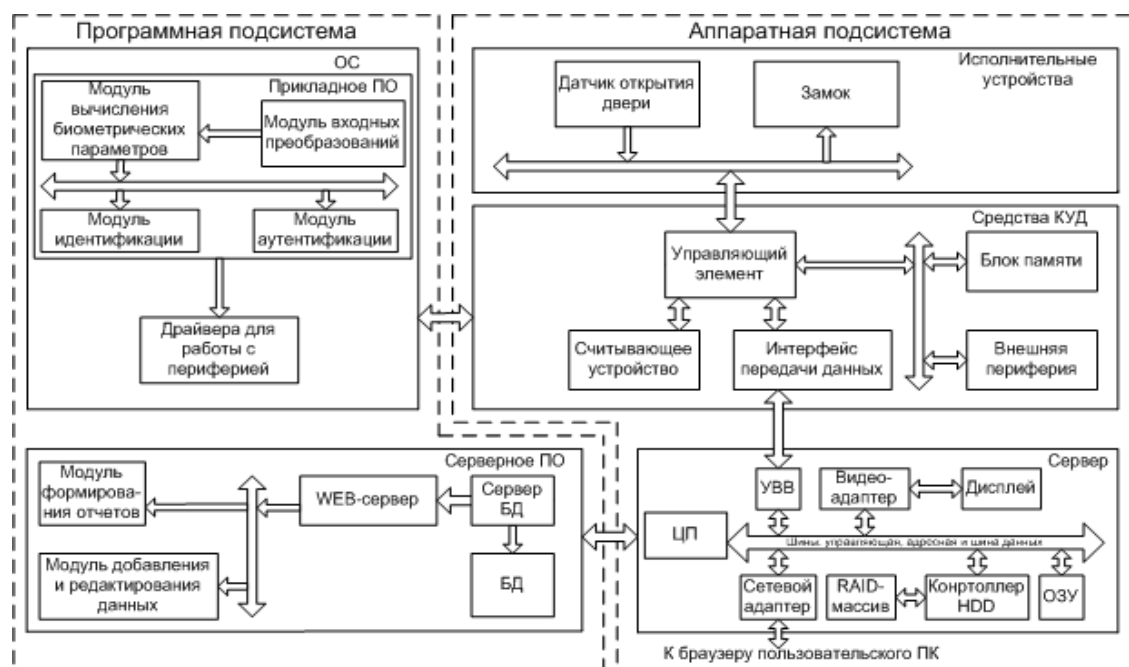 Программная подсистема
ОС
Прикладное ПО
Модуль
вычисления
биометрических
параметров
Модуль входных
преобразований
Модуль
идентификации
Модуль
аутентификации
Драйвера для
работы с
периферией
Аппаратная подсистема
Исполнительные
устройства
Датчик открытия
двери
Замок
Средства КУД
Управляющий
элемент
Блок памяти
Считывающее
устройство
Интерфейс
передачи данных
Внешняя
периферия
Серверное ПО
Модуль
формирова-
ния отчетов
WEB-сервер
Сервер
БД
Модуль добавления
и редактирования
данных
БД
Сервер
УВВ
Видео-
адаптер
Дисплей
ЦП
Шины: управляющая, адресная и шина данных
Сетевой
адаптер
RAID-
массив
Конртоллер
HDD
ОЗУ
К браузеру пользовательского ПК